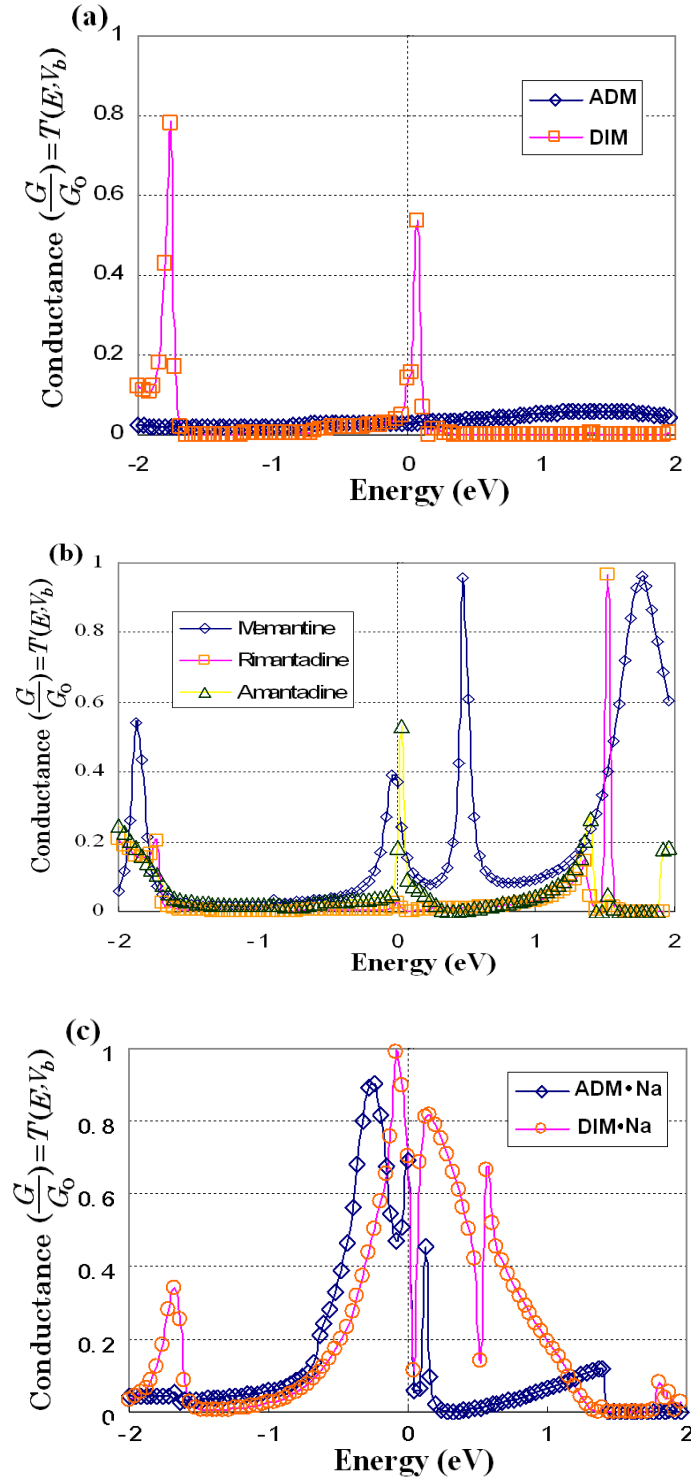 (a)
Conductance (G/G0)=T(E,Vb)
1
0.8
0.6
0.4
0.2
0
ADM
DIM
-2
-1
0
1
2
Energy (eV)
(b)
Conductance (G/G0)=T(E,Vb)
1
0.8
0.6
0.4
0.2
0
Memantine
Rimantadine
Amantadine
-2
-1
0
1
2
Energy (eV)
(c)
Conductance (G/G0)=T(E,Vb)
1
0.8
0.6
0.4
0.2
0
ADM•Na
DIM•Na
-2
-1
0
1
2
Energy (eV)